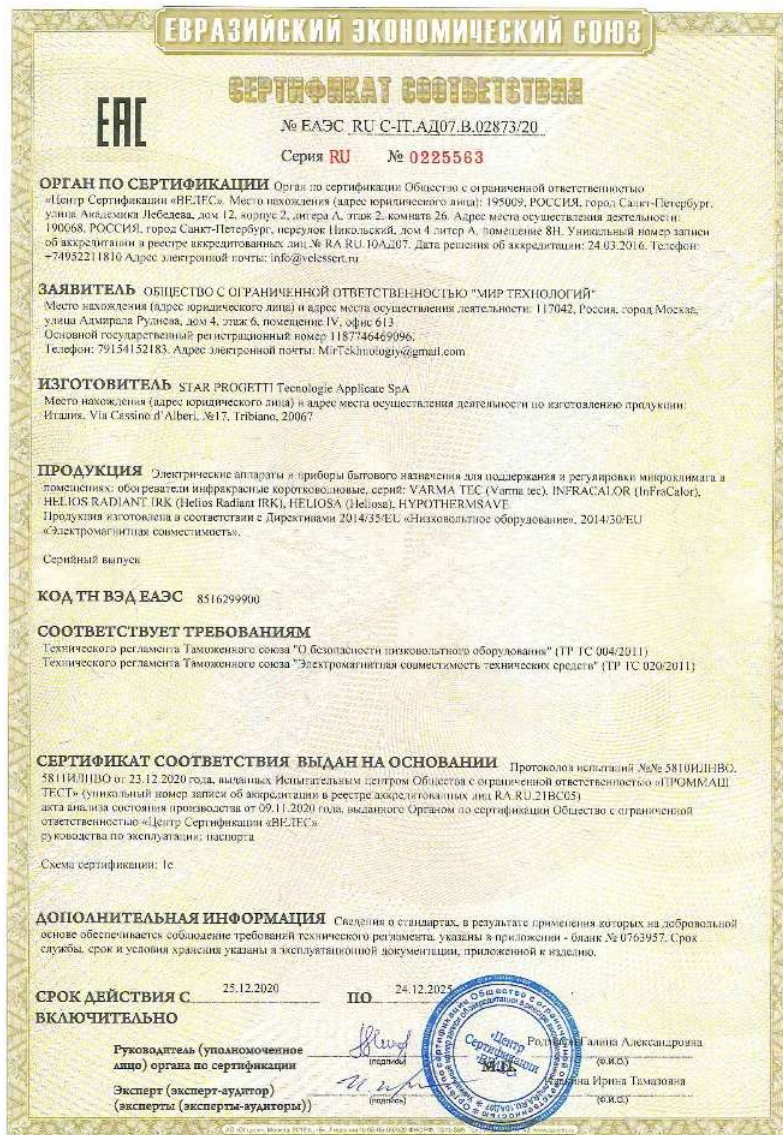 ЕВРАЗИЙСКИЙ ЭКОНОМИЧЕСКИЙ СОЮЗ
СЕРТИФИКАТ СООТВЕТСТВИЯ
EAC
№ ЕАЭС RU C-IT.АД07.В.02873/20
Серия RU № 0225563
ОРГАН ПО СЕРТИФИКАЦИИ Орган по сертификации Общество с ограниченной ответственностью
«Центр Сертификации «ВЕЛЕС». Место нахождения (адрес юридического лица): 195009, РОССИЯ, город Санкт-Петербург,
улица Академика Лебедева, дом 12, корпус 2, литера А, этаж 2, комната 26. Адрес места осуществления деятельности:
190068, РОССИЯ, город Санкт-Петербург, переулок Никольский, дом 4 литер А, помещение 8Н. Уникальный номер записи
об аккредитации в реестре аккредитованных лиц № RA.RU.10АД07. Дата решения об аккредитации: 24.03.2016. Телефон:
+74952211810 Адрес электронной почты: info@velessert.ru
ЗАЯВИТЕЛЬ ОБЩЕСТВО С ОГРАНИЧЕННОЙ ОТВЕТСТВЕННОСТЬЮ "МИР ТЕХНОЛОГИЙ"
Место нахождения (адрес юридического лица) и адрес места осуществления деятельности: 117042, Россия, город Москва,
улица Адмирала Руднева, дом 4, этаж 6, помещение IV, офис 613
Основной государственный регистрационный номер 1187746469096.
Телефон: 79154152183. Адрес электронной почты: MirTekhnologiy@gmail.com
ИЗГОТОВИТЕЛЬ STAR PROGETTI Tecnologie Applicate SpA
Место нахождения (адрес юридического лица) и адрес места осуществления деятельности по изготовлению продукции:
Италия, Via Cassino d'Alberi, №17, Tribiano, 20067
ПРОДУКЦИЯ Электрические аппараты и приборы бытового назначения для поддержания и регулировки микроклимата в
помещениях: обогреватели инфракрасные коротковолновые, серий: VARMA TEC (Varma tec), INFRACALOR (InFraCalor),
HELIOS RADIANT IRK (Helios Radiant IRK), HELIOSA (Heliosa), HYPOTHERMSAVE
Продукция изготовлена в соответствии с Директивами 2014/35/EU «Низковольтное оборудование», 2014/30/EU
«Электромагнитная совместимость».
Серийный выпуск
КОД ТН ВЭД ЕАЭС 8516299900
СООТВЕТСТВУЕТ ТРЕБОВАНИЯМ
Технического регламента Таможенного союза "О безопасности низковольтного оборудования" (ТР ТС 004/2011)
Технического регламента Таможенного союза "Электромагнитная совместимость технических средств" (ТР ТС 020/2011)
СЕРТИФИКАТ СООТВЕТСТВИЯ ВЫДАН НА ОСНОВАНИИ Протоколов испытаний №№ 5810ИЛНВО,
5811ИЛНВО от 23.12.2020 года, выданных Испытательным центром Общества с ограниченной ответственностью «ПРОММАШ
ТЕСТ» (уникальный номер записи об аккредитации в реестре аккредитованных лиц RA.RU.21ВС05)
акта анализа состояния производства от 09.11.2020 года, выданного Органом по сертификации Общество с ограниченной
ответственностью «Центр Сертификации «ВЕЛЕС»
руководства по эксплуатации; паспорта
Схема сертификации: 1с
ДОПОЛНИТЕЛЬНАЯ ИНФОРМАЦИЯ Сведения о стандартах, в результате применения которых на добровольной
основе обеспечивается соблюдение требований технического регламента, указаны в приложении - бланк № 0763957. Срок
службы, срок и условия хранения указаны в эксплуатационной документации, приложенной к изделию.
СРОК ДЕЙСТВИЯ С 25.12.2020 ПО 24.12.2025
ВКЛЮЧИТЕЛЬНО
Руководитель (уполномоченное
лицо) органа по сертификации (подпись) Галина Александровна (Ф.И.О.)
М.П.
Эксперт (эксперт-аудитор)
(эксперты (эксперты-аудиторы)) (подпись) Ирина Тамазовна (Ф.И.О.)
«Центр
Сертификации